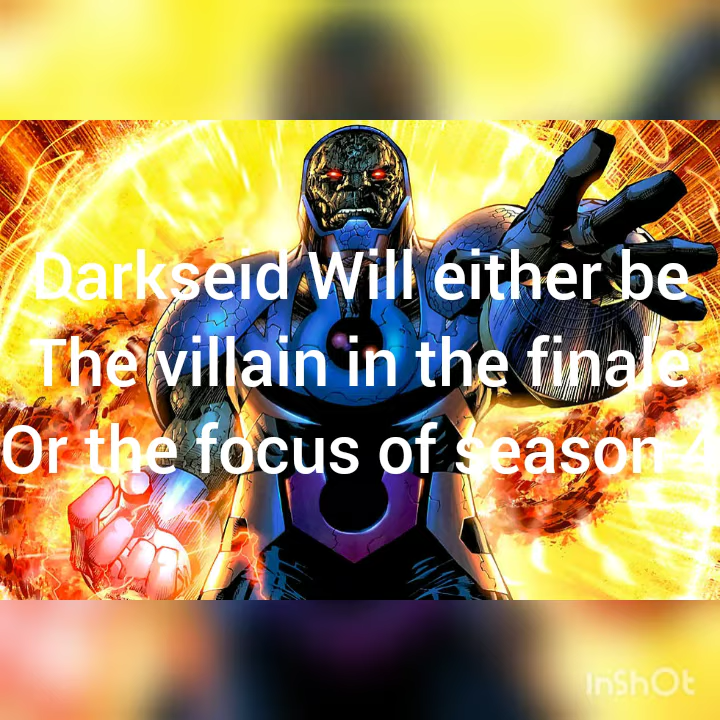 Darkseid Will either be
The villain in the finale
Or the focus of season 4
InShOt